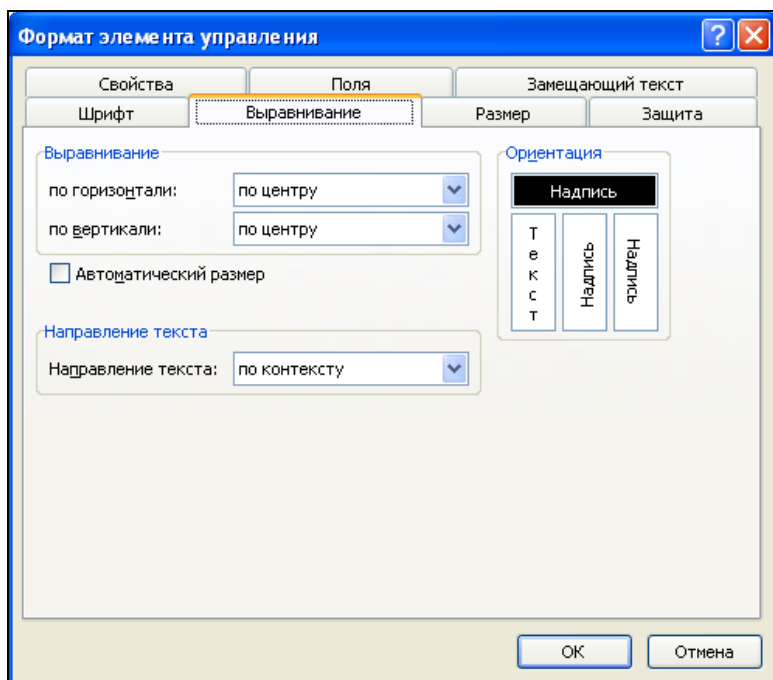 Формат элемента управления
Свойства Поля Замещающий текст
Шрифт Выравнивание Размер Защита
Выравнивание
по горизонтали: по центру
по вертикали: по центру
Автоматический размер
Направление текста
Направление текста: по контексту
Ориентация
Надпись
Текст
Надпись
Надпись
ОК Отмена